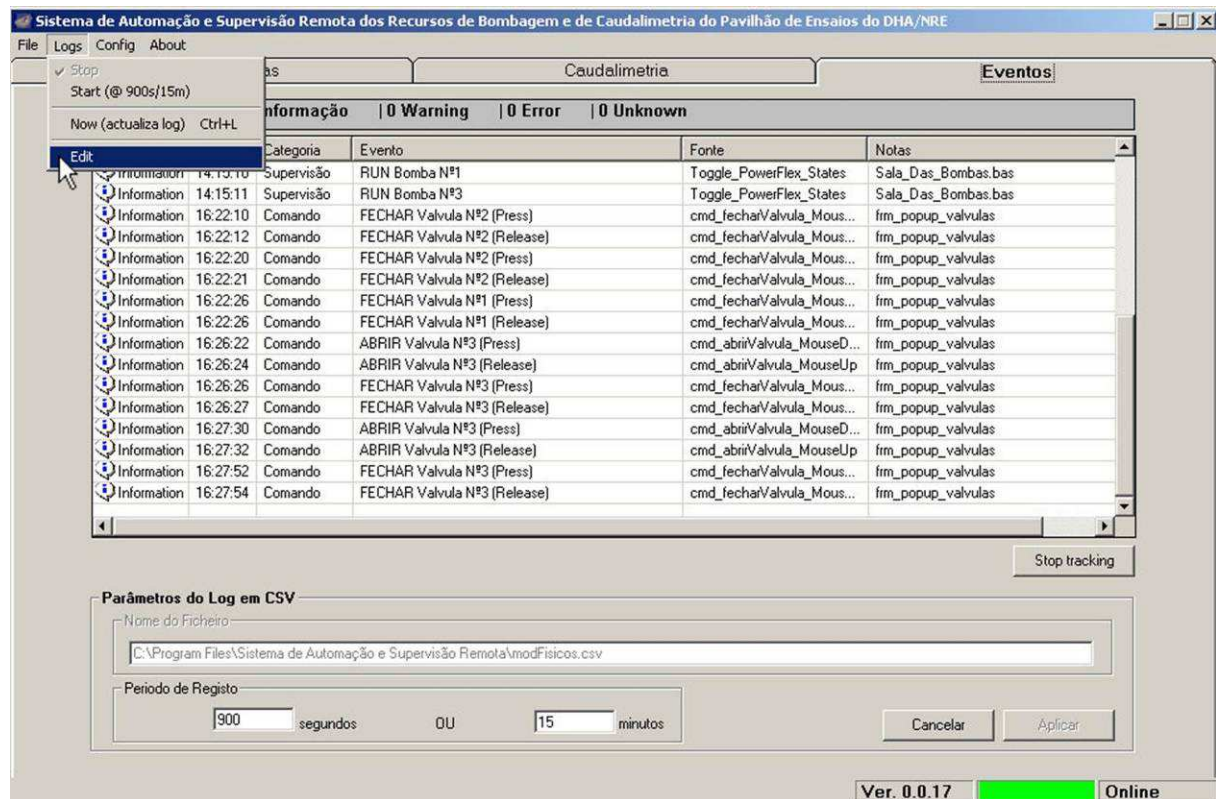 Sistema de Automação e Supervisão Remota dos Recursos de Bombagem e de Caudalimetria do Pavilhão de Ensaios do DHA/NRE
File Logs Config About
Stop
Start (@ 900s/15m)
Now (actualiza log) Ctrl+L
Edit
as Caudalimetria Eventos
nformação | 0 Warning | 0 Error | 0 Unknown
Categoria Evento Fonte Notas
Information 14:15:10 Supervisão RUN Bomba Nº1 Toggle_PowerFlex_States Sala_Das_Bombas.bas
Information 14:15:11 Supervisão RUN Bomba Nº3 Toggle_PowerFlex_States Sala_Das_Bombas.bas
Information 16:22:10 Comando FECHAR Valvula Nº2 (Press) cmd_fecharValvula_Mous... frm_popup_valvulas
Information 16:22:12 Comando FECHAR Valvula Nº2 (Release) cmd_fecharValvula_Mous... frm_popup_valvulas
Information 16:22:20 Comando FECHAR Valvula Nº2 (Press) cmd_fecharValvula_Mous... frm_popup_valvulas
Information 16:22:21 Comando FECHAR Valvula Nº2 (Release) cmd_fecharValvula_Mous... frm_popup_valvulas
Information 16:22:26 Comando FECHAR Valvula Nº1 (Press) cmd_fecharValvula_Mous... frm_popup_valvulas
Information 16:22:26 Comando FECHAR Valvula Nº1 (Release) cmd_fecharValvula_Mous... frm_popup_valvulas
Information 16:26:22 Comando ABRIR Valvula Nº3 (Press) cmd_abrirValvula_MouseD... frm_popup_valvulas
Information 16:26:24 Comando ABRIR Valvula Nº3 (Release) cmd_abrirValvula_MouseUp frm_popup_valvulas
Information 16:26:26 Comando FECHAR Valvula Nº3 (Press) cmd_fecharValvula_Mous... frm_popup_valvulas
Information 16:26:27 Comando FECHAR Valvula Nº3 (Release) cmd_fecharValvula_Mous... frm_popup_valvulas
Information 16:27:30 Comando ABRIR Valvula Nº3 (Press) cmd_abrirValvula_MouseD... frm_popup_valvulas
Information 16:27:32 Comando ABRIR Valvula Nº3 (Release) cmd_abrirValvula_MouseUp frm_popup_valvulas
Information 16:27:52 Comando FECHAR Valvula Nº3 (Press) cmd_fecharValvula_Mous... frm_popup_valvulas
Information 16:27:54 Comando FECHAR Valvula Nº3 (Release) cmd_fecharValvula_Mous... frm_popup_valvulas
Stop tracking
Parâmetros do Log em CSV
Nome do Ficheiro
C:\Program Files\Sistema de Automação e Supervisão Remota\modFisicos.csv
Periodo de Registo
900 segundos OU 15 minutos
Cancelar Aplicar
Ver. 0.0.17 Online